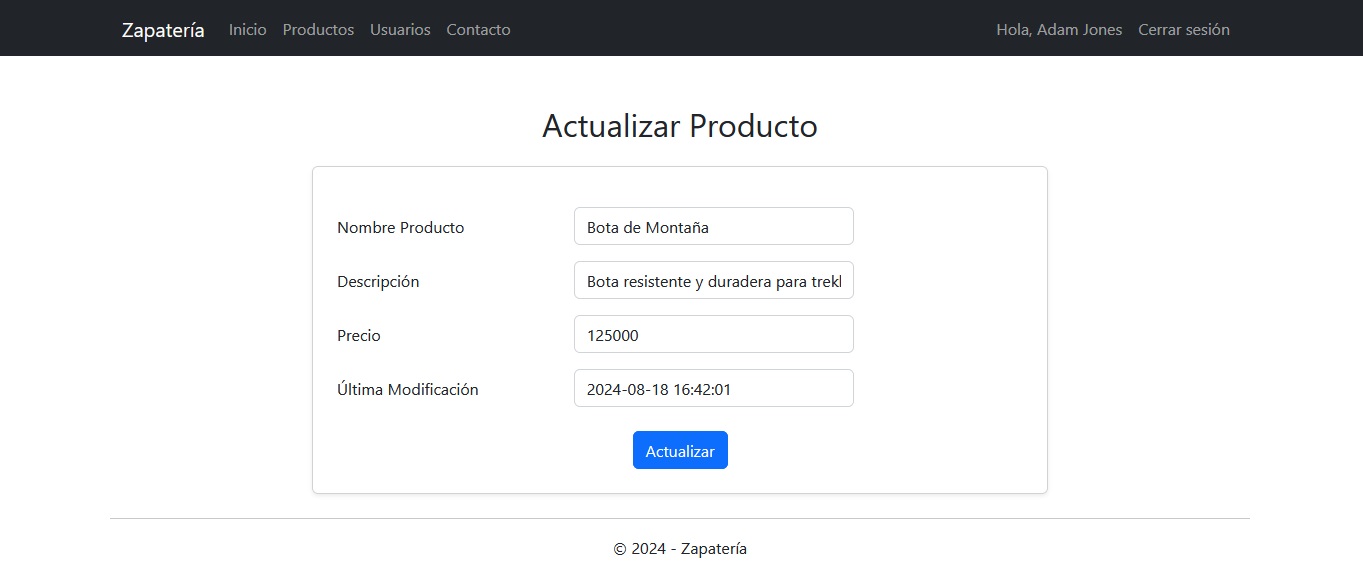 Zapatería Inicio Productos Usuarios Contacto Hola, Adam Jones Cerrar sesión
Actualizar Producto
Nombre Producto Bota de Montaña
Descripción Bota resistente y duradera para
Precio 125000
Última Modificación 2024-08-18 16:42:01
Actualizar
© 2024 - Zapatería